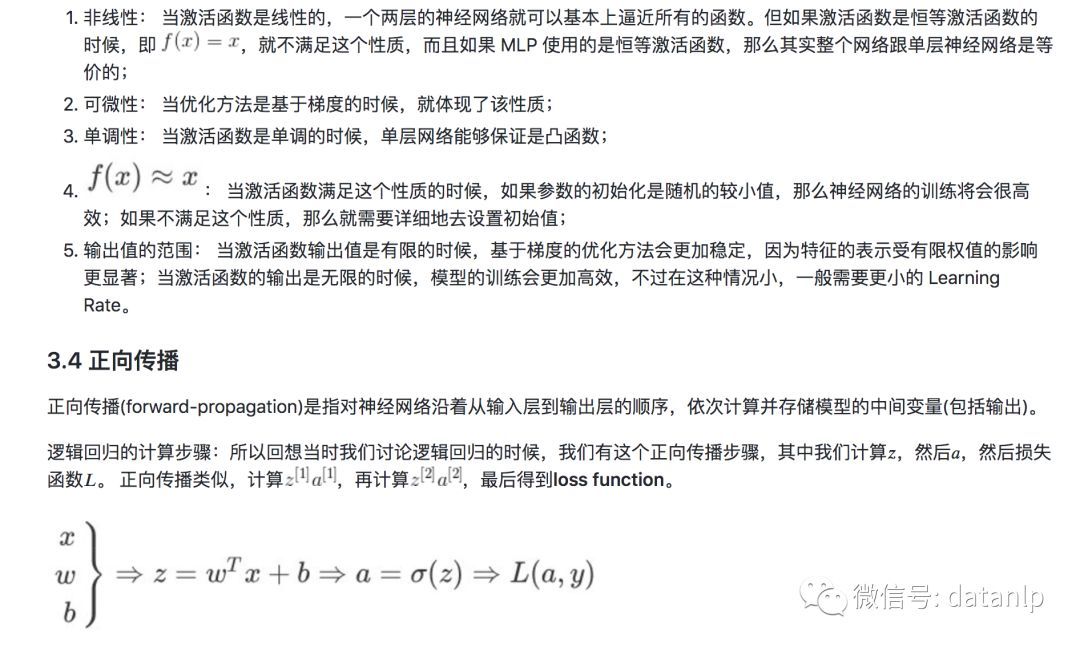 1. 非线性： 当激活函数是线性的，一个两层的神经网络就可以基本上逼近所有的函数。但如果激活函数是恒等激活函数的
时候，即 f(x) = x，就不满足这个性质，而且如果 MLP 使用的是恒等激活函数，那么其实整个网络跟单层神经网络是等
价的；
2. 可微性： 当优化方法是基于梯度的时候，就体现了该性质；
3. 单调性： 当激活函数是单调的时候，单层网络能够保证是凸函数；
4. f(x) ≈ x ： 当激活函数满足这个性质的时候，如果参数的初始化是随机的较小值，那么神经网络的训练将会很高
效；如果不满足这个性质，那么就需要详细地去设置初始值；
5. 输出值的范围： 当激活函数输出值是有限的时候，基于梯度的优化方法会更加稳定，因为特征的表示受有限权值的影响
更显著；当激活函数的输出是无限的时候，模型的训练会更加高效，不过在这种情况小，一般需要更小的 Learning
Rate。
3.4 正向传播
正向传播(forward-propagation)是指对神经网络沿着从输入层到输出层的顺序，依次计算并存储模型的中间变量(包括输出)。
逻辑回归的计算步骤：所以回想当时我们讨论逻辑回归的时候，我们有这个正向传播步骤，其中我们计算z，然后a，然后损失
函数L。 正向传播类似，计算z^[1]a^[1]，再计算z^[2]a^[2]，最后得到loss function。
x
w
b
} ⇒ z = w^T x + b ⇒ a = σ(z) ⇒ L(a, y)
微信号: datanlp